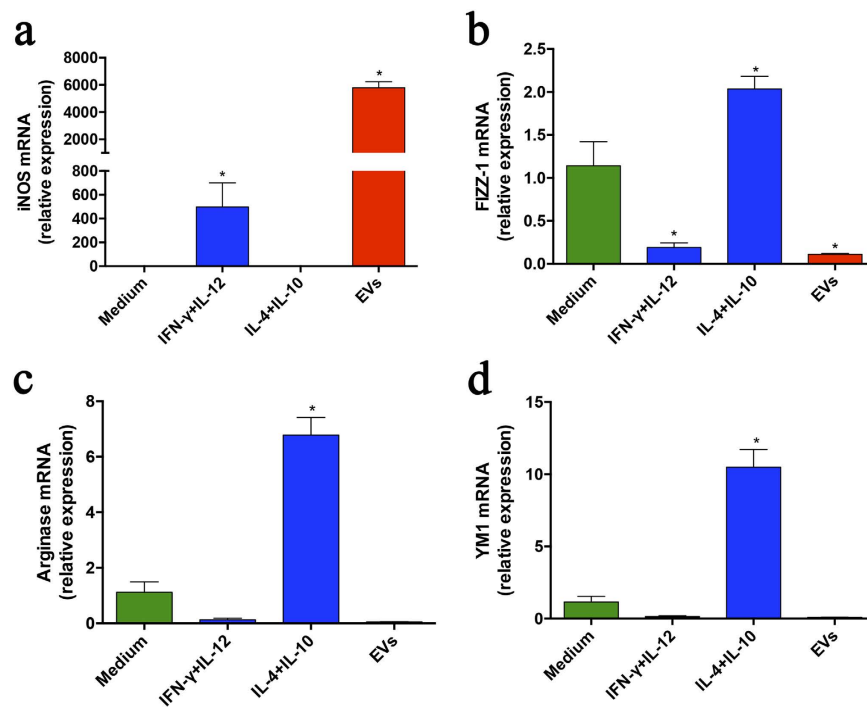 a
iNOS mRNA
(relative expression)
8000
6000
4000
2000
800
600
400
200
0
*
*
Medium
IFN-γ+IL-12
IL-4+IL-10
EVs
b
FIZZ-1 mRNA
(relative expression)
2.5
2.0
1.5
1.0
0.5
0.0
*
*
*
Medium
IFN-γ+IL-12
IL-4+IL-10
EVs
c
Arginase mRNA
(relative expression)
8
6
4
2
0
*
Medium
IFN-γ+IL-12
IL-4+IL-10
EVs
d
YM1 mRNA
(relative expression)
15
10
5
0
*
Medium
IFN-γ+IL-12
IL-4+IL-10
EVs